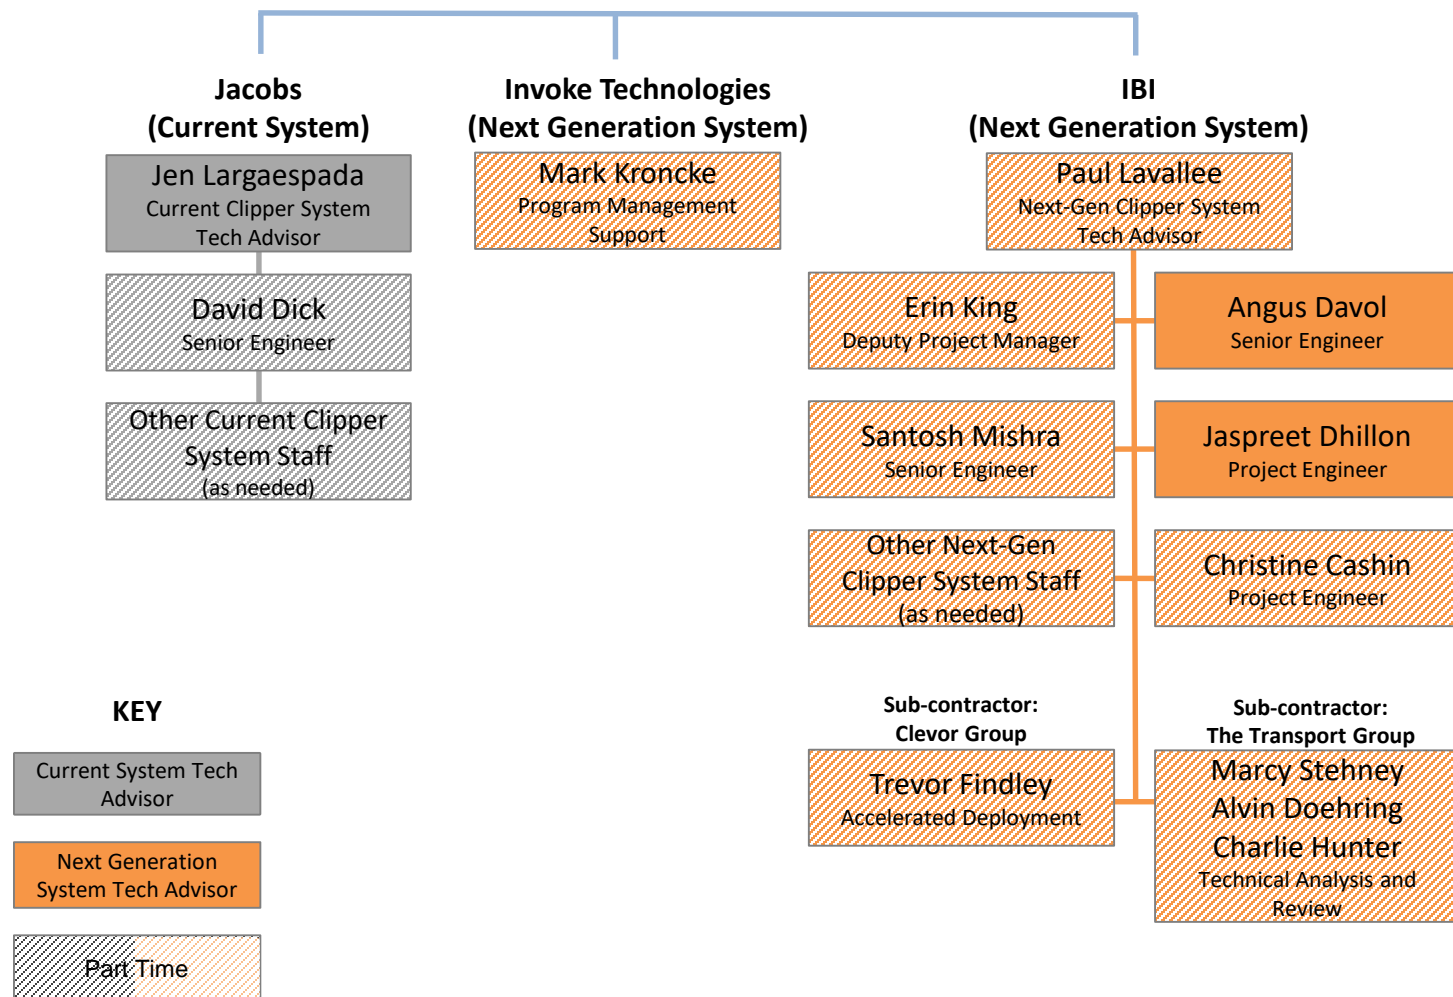 Jacobs
(Current System)
Jen Largaespada
Current Clipper System
Tech Advisor
David Dick
Senior Engineer
Other Current Clipper
System Staff
(as needed)
Invoke Technologies
(Next Generation System)
Mark Kroncke
Program Management
Support
IBI
(Next Generation System)
Paul Lavallee
Next-Gen Clipper System
Tech Advisor
Erin King
Deputy Project Manager
Angus Davol
Senior Engineer
Santosh Mishra
Senior Engineer
Jaspreet Dhillon
Project Engineer
Other Next-Gen
Clipper System Staff
(as needed)
Christine Cashin
Project Engineer
Sub-contractor:
Clevor Group
Trevor Findley
Accelerated Deployment
Sub-contractor:
The Transport Group
Marcy Stehney
Alvin Doehring
Charlie Hunter
Technical Analysis and
Review
KEY
Current System Tech
Advisor
Next Generation
System Tech Advisor
Part Time